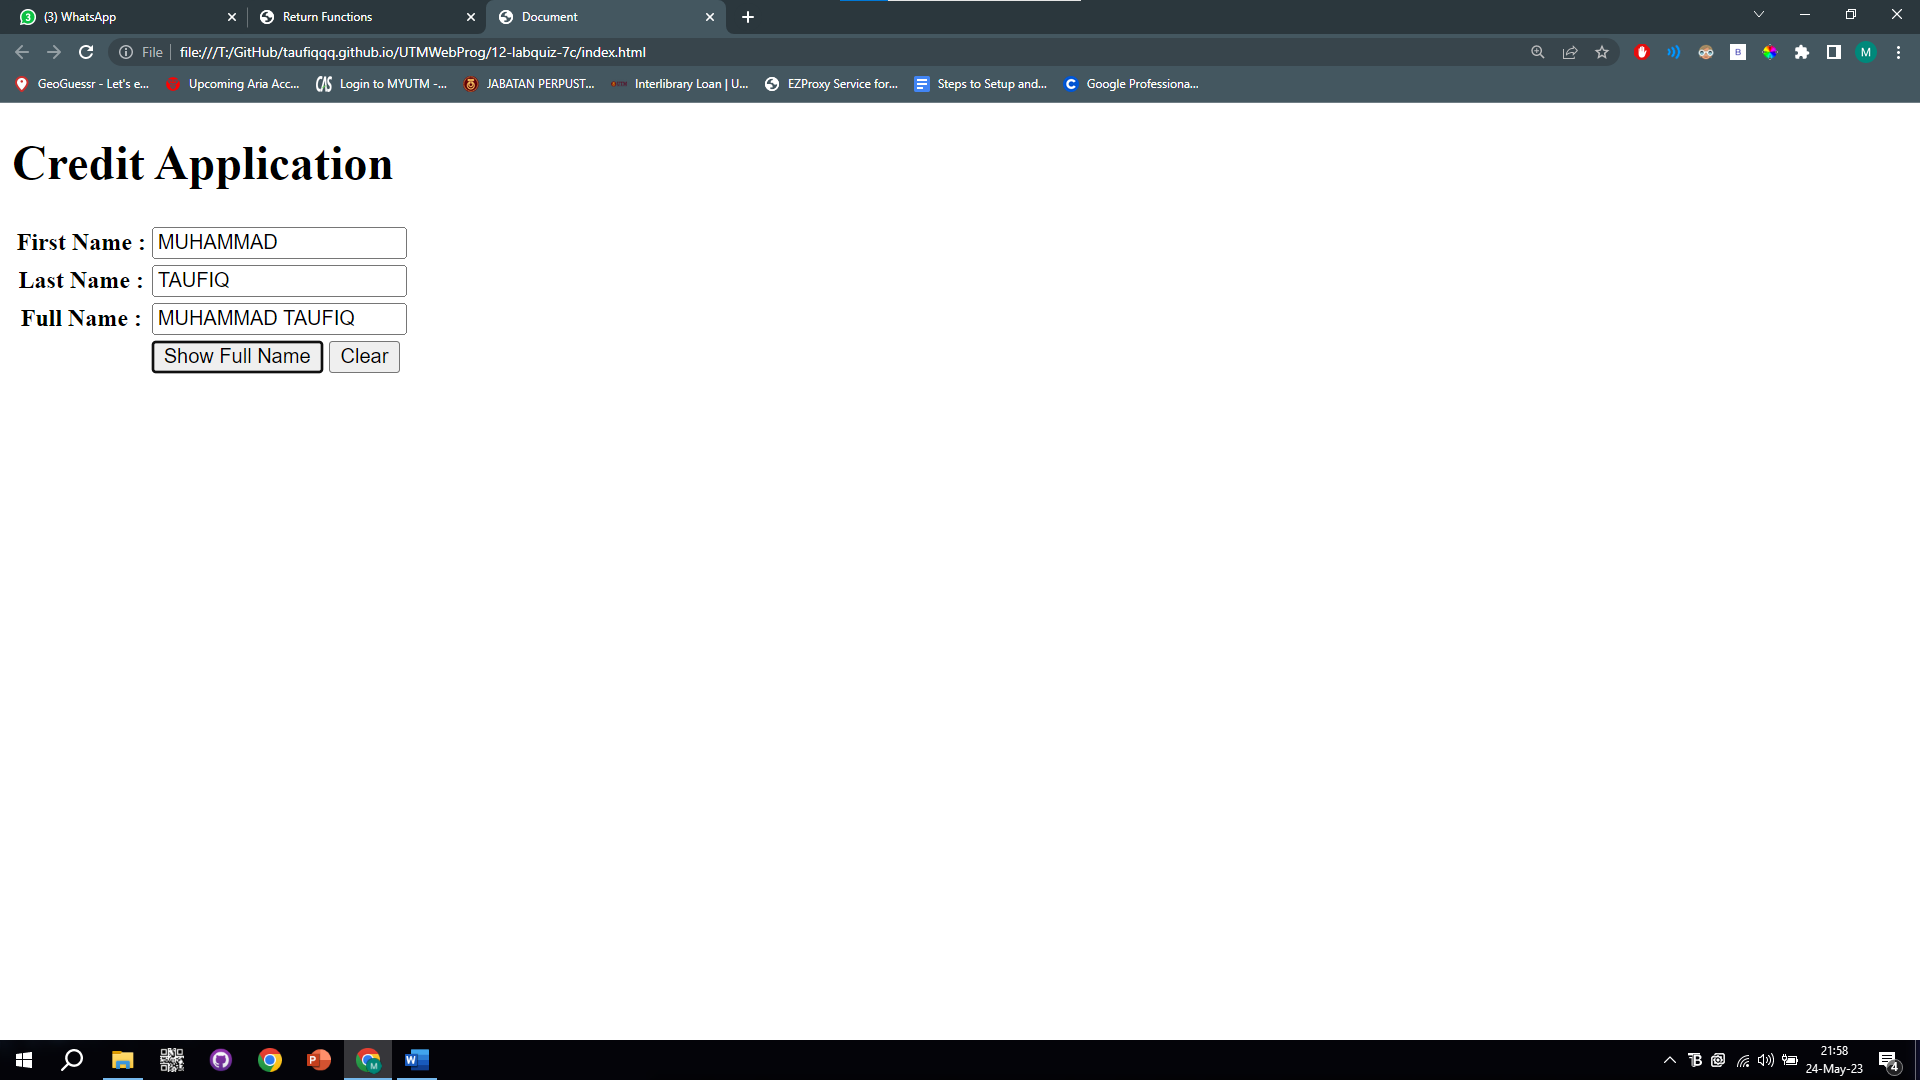 (3) WhatsApp
Return Functions
Document
File
file:///T:/GitHub/taufiqqq.github.io/UTMWebProg/12-labquiz-7c/index.html
M
GeoGuessr - Let's e...
Upcoming Aria Acc...
Login to MYUTM -...
JABATAN PERPUST...
Interlibrary Loan | U...
EZProxy Service for...
Steps to Setup and...
Google Professiona...
Credit Application
First Name : MUHAMMAD
Last Name : TAUFIQ
Full Name : MUHAMMAD TAUFIQ
Show Full Name Clear
21:58
24-May-23
4